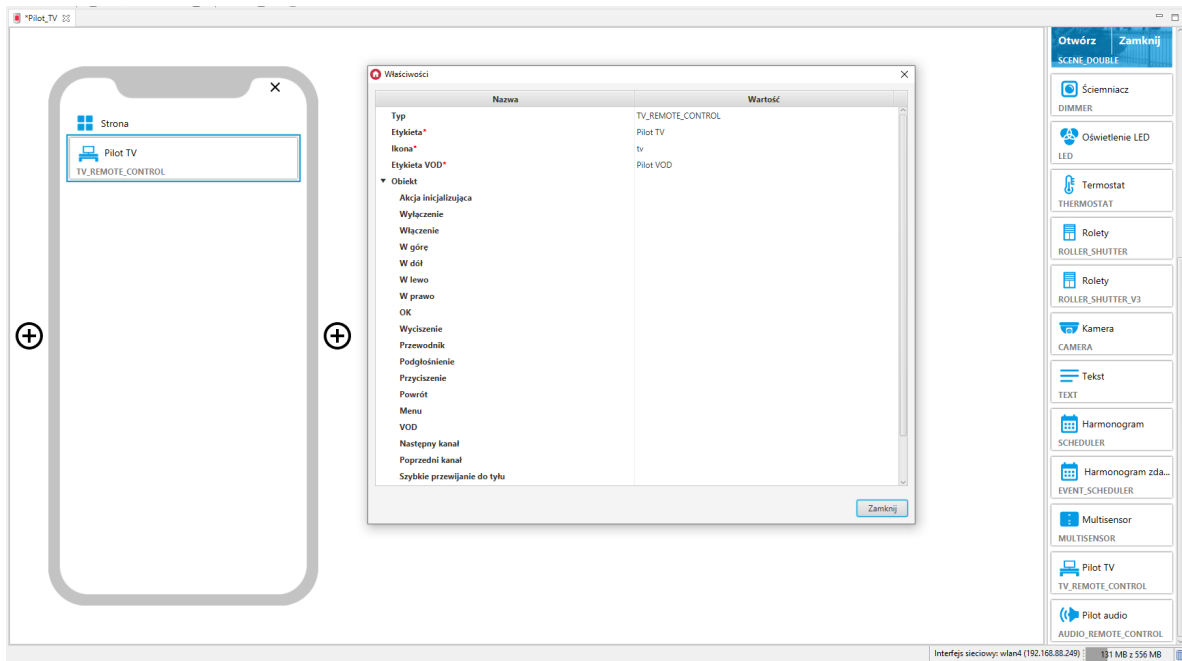 *Pilot_TV
Strona
Pilot TV
TV_REMOTE_CONTROL
Właściwości
Nazwa Wartość
Typ TV_REMOTE_CONTROL
Etykieta* Pilot TV
Ikona* tv
Etykieta VOD* Pilot VOD
Obiekt
Akcja inicjalizująca
Wyłączenie
Włączenie
W górę
W dół
W lewo
W prawo
OK
Wyciszenie
Przewodnik
Podgłośnienie
Przyciszenie
Powrót
Menu
VOD
Następny kanał
Poprzedni kanał
Szybkie przewijanie do tyłu
Zamknij
Otwórz Zamknij
SCENE_DOUBLE
Ściemniacz
DIMMER
Oświetlenie LED
LED
Termostat
THERMOSTAT
Rolety
ROLLER_SHUTTER
Rolety
ROLLER_SHUTTER_V3
Kamera
CAMERA
Tekst
TEXT
Harmonogram
SCHEDULER
Harmonogram zda...
EVENT_SCHEDULER
Multisensor
MULTISENSOR
Pilot TV
TV_REMOTE_CONTROL
Pilot audio
AUDIO_REMOTE_CONTROL
Interfejs sieciowy: wlan4 (192.168.88.249) 131 MB z 556 MB